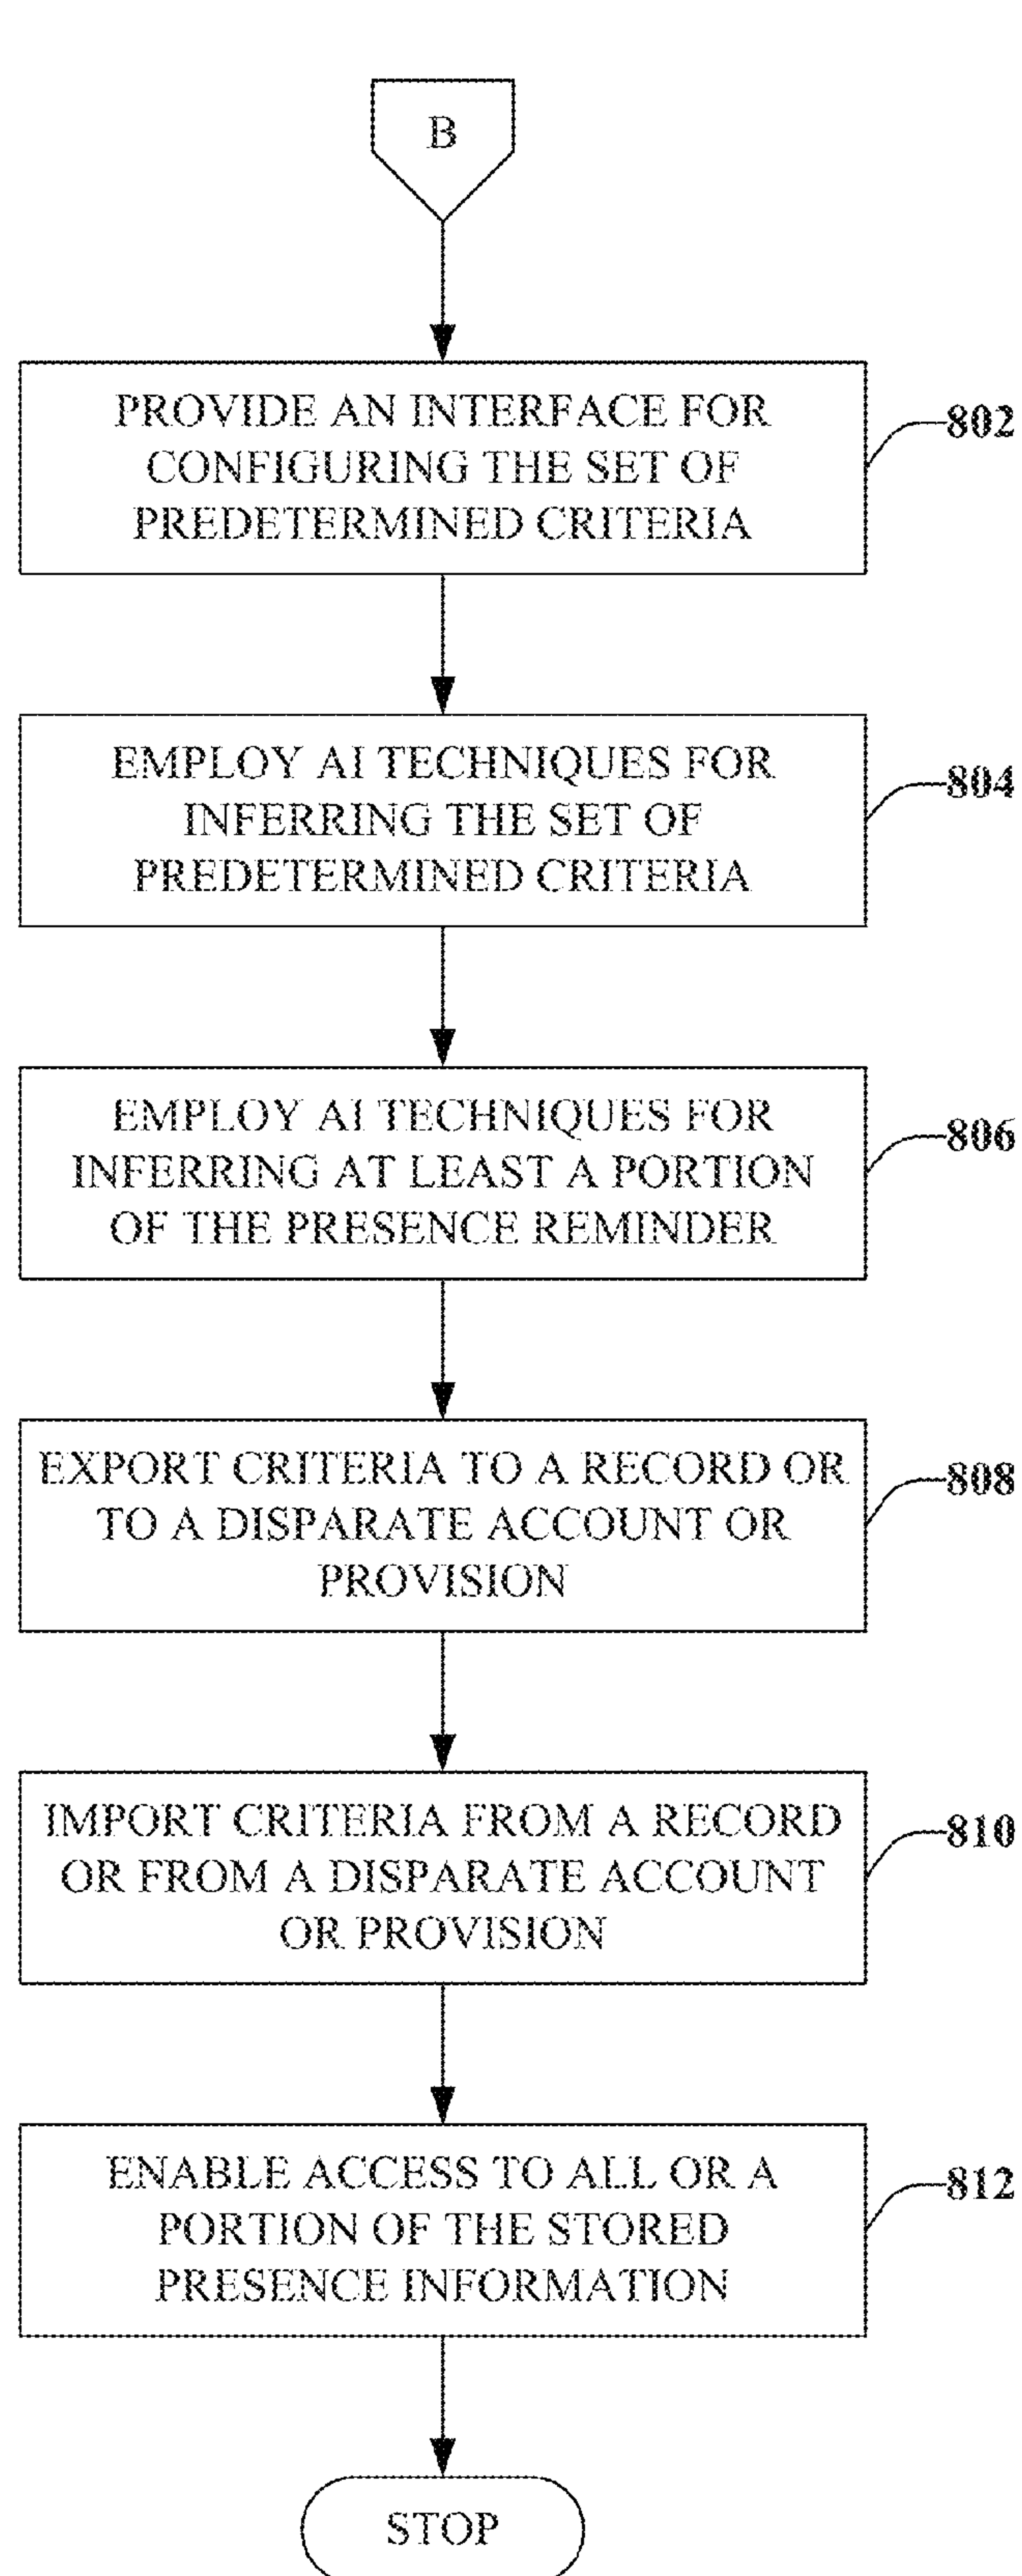 B
PROVIDE AN INTERFACE FOR
CONFIGURING THE SET OF
PREDETERMINED CRITERIA
802
EMPLOY AI TECHNIQUES FOR
INFERRING THE SET OF
PREDETERMINED CRITERIA
804
EMPLOY AI TECHNIQUES FOR
INFERRING AT LEAST A PORTION
OF THE PRESENCE REMINDER
806
EXPORT CRITERIA TO A RECORD OR
TO A DISPARATE ACCOUNT OR
PROVISION
808
IMPORT CRITERIA FROM A RECORD
OR FROM A DISPARATE ACCOUNT
OR PROVISION
810
ENABLE ACCESS TO ALL OR A
PORTION OF THE STORED
PRESENCE INFORMATION
812
STOP